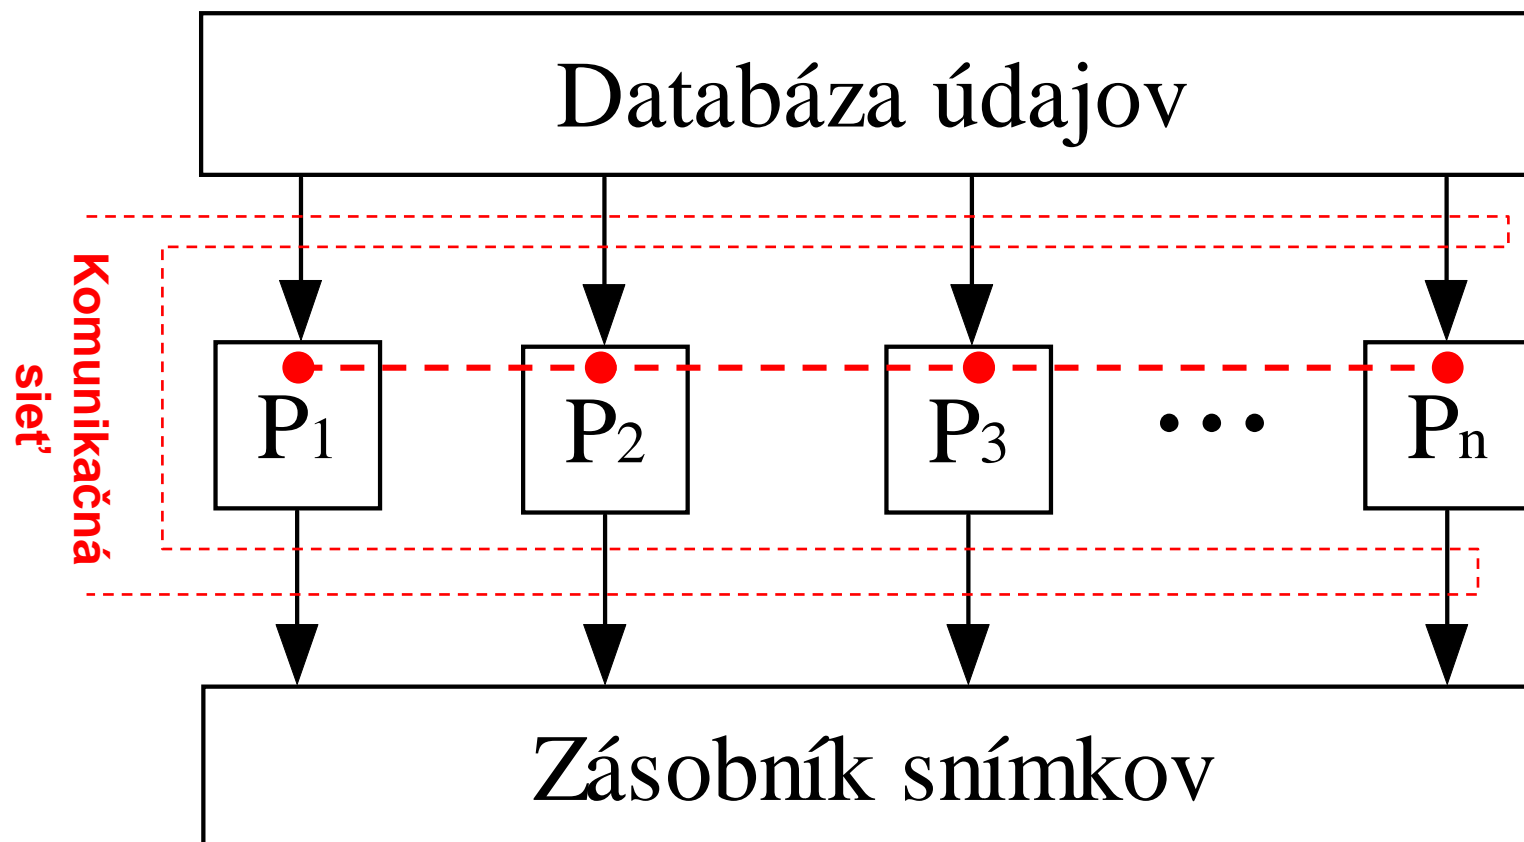 Databáza údajov
Komunikačná
sieť
P1
P2
P3
...
Pn
Zásobník snímkov